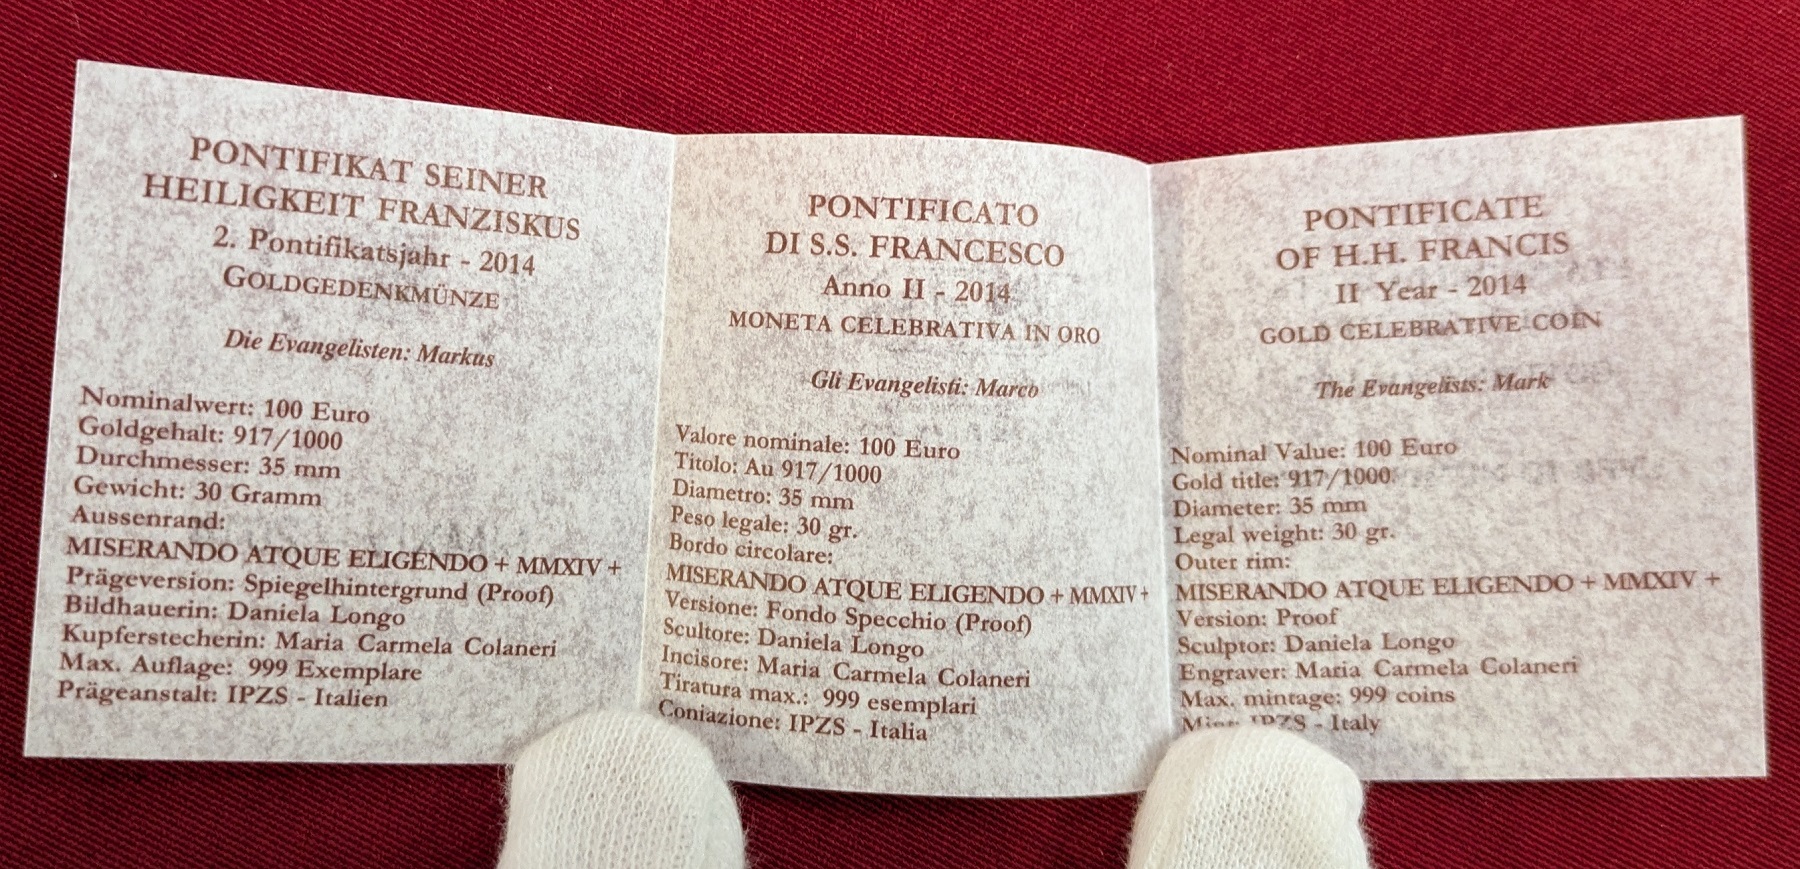 PONTIFIKAT SEINER
HEILIGKEIT FRANZISKUS
2. Pontifikatsjahr - 2014
GOLDGEDENKMÜNZE
Die Evangelisten: Markus
Nominalwert: 100 Euro
Goldgehalt: 917/1000
Durchmesser: 35 mm
Gewicht: 30 Gramm
Aussenrand:
MISERANDO ATQUE ELIGENDO + MMXIV +
Prägeversion: Spiegelhintergrund (Proof)
Bildhauerin: Daniela Longo
Kupferstecherin: Maria Carmela Colaneri
Max. Auflage: 999 Exemplare
Prägeanstalt: IPZS - Italien
PONTIFICATO
DI S.S. FRANCESCO
Anno II - 2014
MONETA CELEBRATIVA IN ORO
Gli Evangelisti: Marco
Valore nominale: 100 Euro
Titolo: Au 917/1000
Diametro: 35 mm
Peso legale: 30 gr.
Bordo circolare:
MISERANDO ATQUE ELIGENDO + MMXIV +
Versione: Fondo Specchio (Proof)
Scultore: Daniela Longo
Incisore: Maria Carmela Colaneri
Tiratura max.: 999 esemplari
Coniazione: IPZS - Italia
PONTIFICATE
OF H.H. FRANCIS
II Year - 2014
GOLD CELEBRATIVE COIN
The Evangelists: Mark
Nominal Value: 100 Euro
Gold title: 917/1000
Diameter: 35 mm
Legal weight: 30 gr.
Outer rim:
MISERANDO ATQUE ELIGENDO + MMXIV +
Version: Proof
Sculptor: Daniela Longo
Engraver: Maria Carmela Colaneri
Max. mintage: 999 coins
Mint: IPZS - Italy